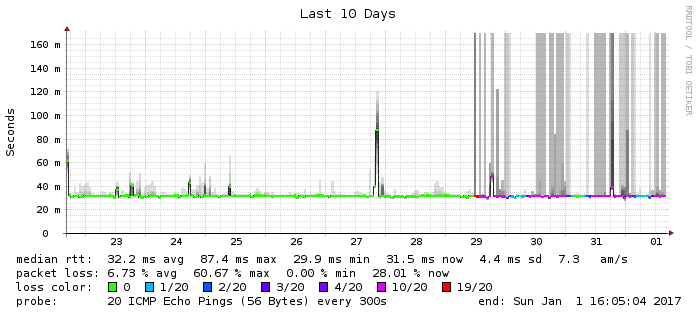 Last 10 Days
RRDTOOL / TOBI OETIKER
Seconds
160 m
140 m
120 m
100 m
80 m
60 m
40 m
20 m
0
23 24 25 26 27 28 29 30 31 01
median rtt: 32.2 ms avg 87.4 ms max 29.9 ms min 31.5 ms now 4.4 ms sd 7.3 am/s
packet loss: 6.73 % avg 60.67 % max 0.00 % min 28.01 % now
loss color: 0 1/20 2/20 3/20 4/20 10/20 19/20
probe: 20 ICMP Echo Pings (56 Bytes) every 300s end: Sun Jan 1 16:05:04 2017